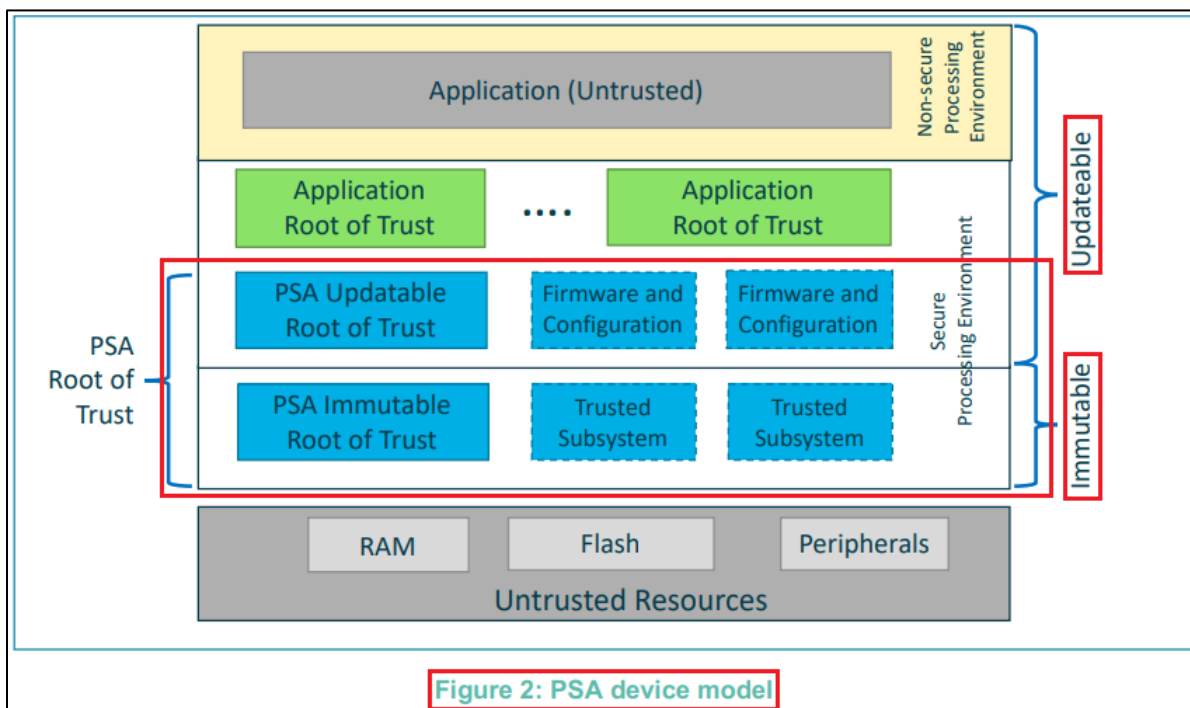 Application (Untrusted)
Non-secure
Processing
Environment
Application
Root of Trust
....
Application
Root of Trust
Updateable
PSA Updatable
Root of Trust
Firmware and
Configuration
Firmware and
Configuration
Secure
Processing Environment
PSA
Root of
Trust
PSA Immutable
Root of Trust
Trusted
Subsystem
Trusted
Subsystem
Immutable
RAM
Flash
Peripherals
Untrusted Resources
Figure 2: PSA device model